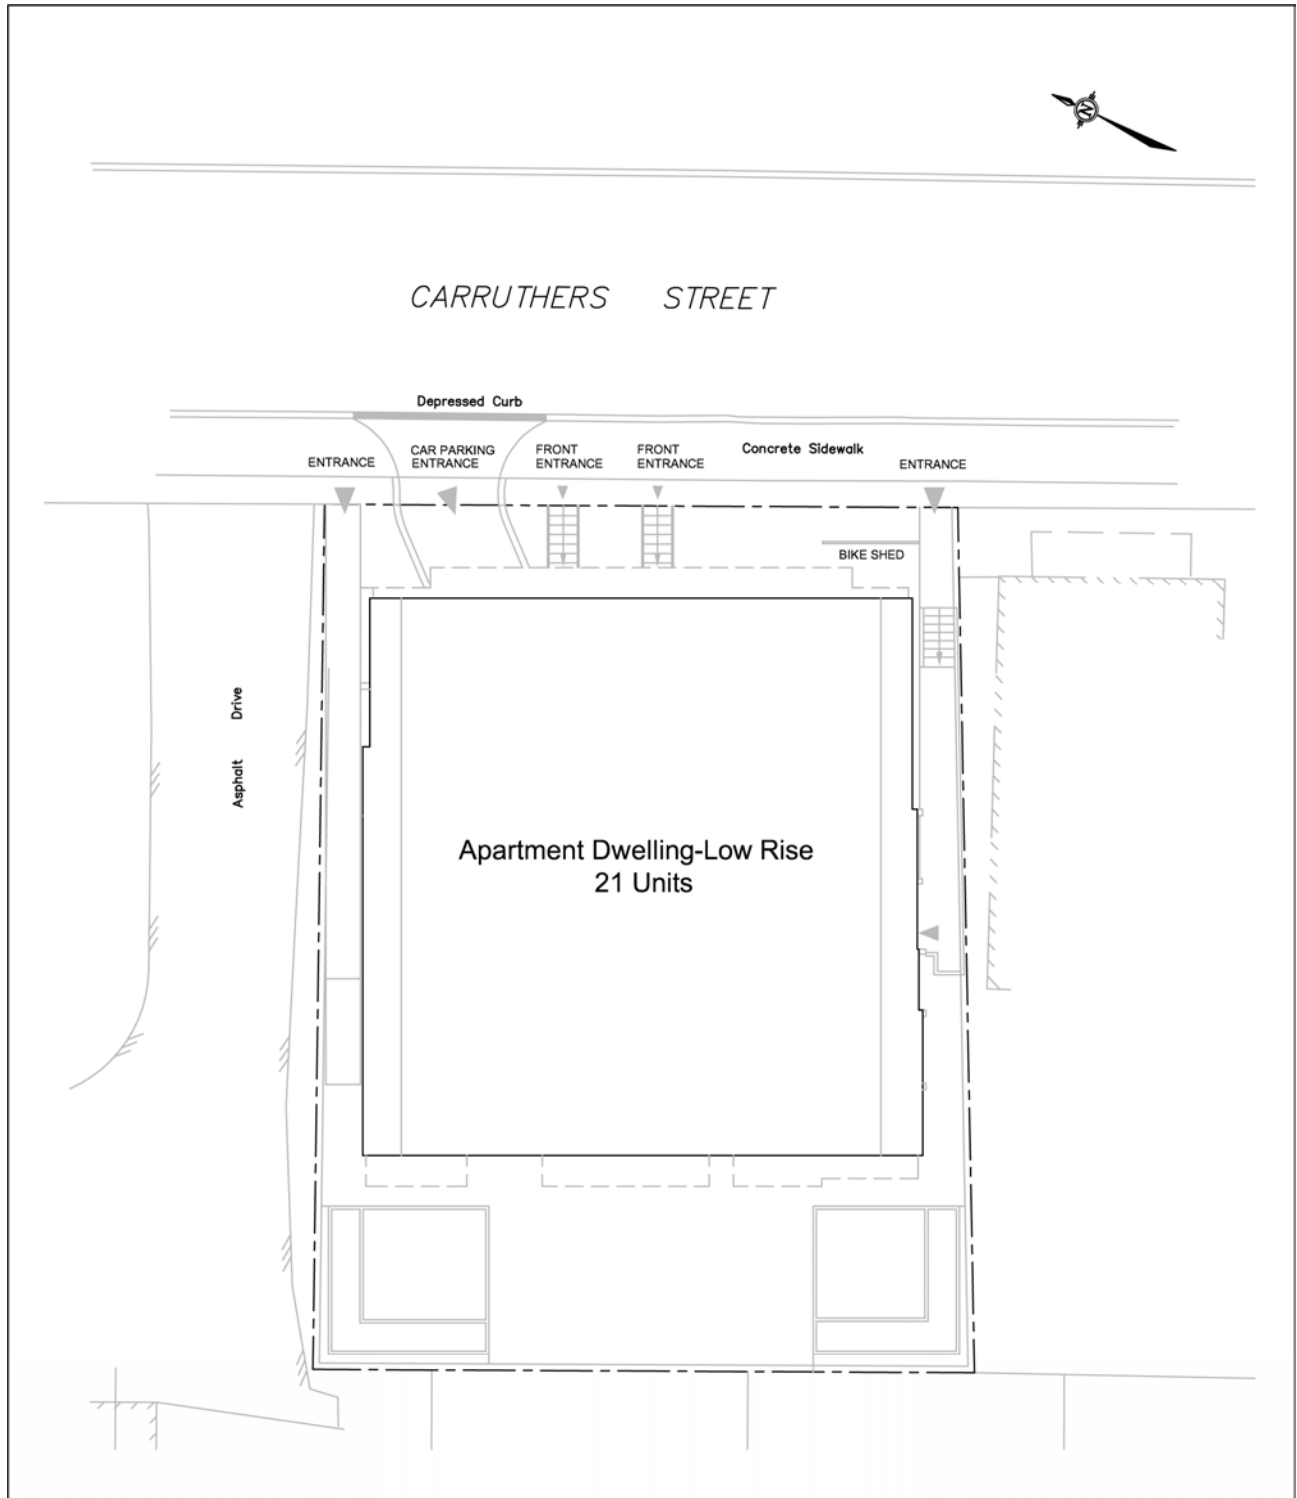 N
CARRUTHERS STREET
Depressed Curb
ENTRANCE
CAR PARKING
ENTRANCE
FRONT
ENTRANCE
FRONT
ENTRANCE
Concrete Sidewalk
ENTRANCE
BIKE SHED
Asphalt Drive
Apartment Dwelling-Low Rise
21 Units